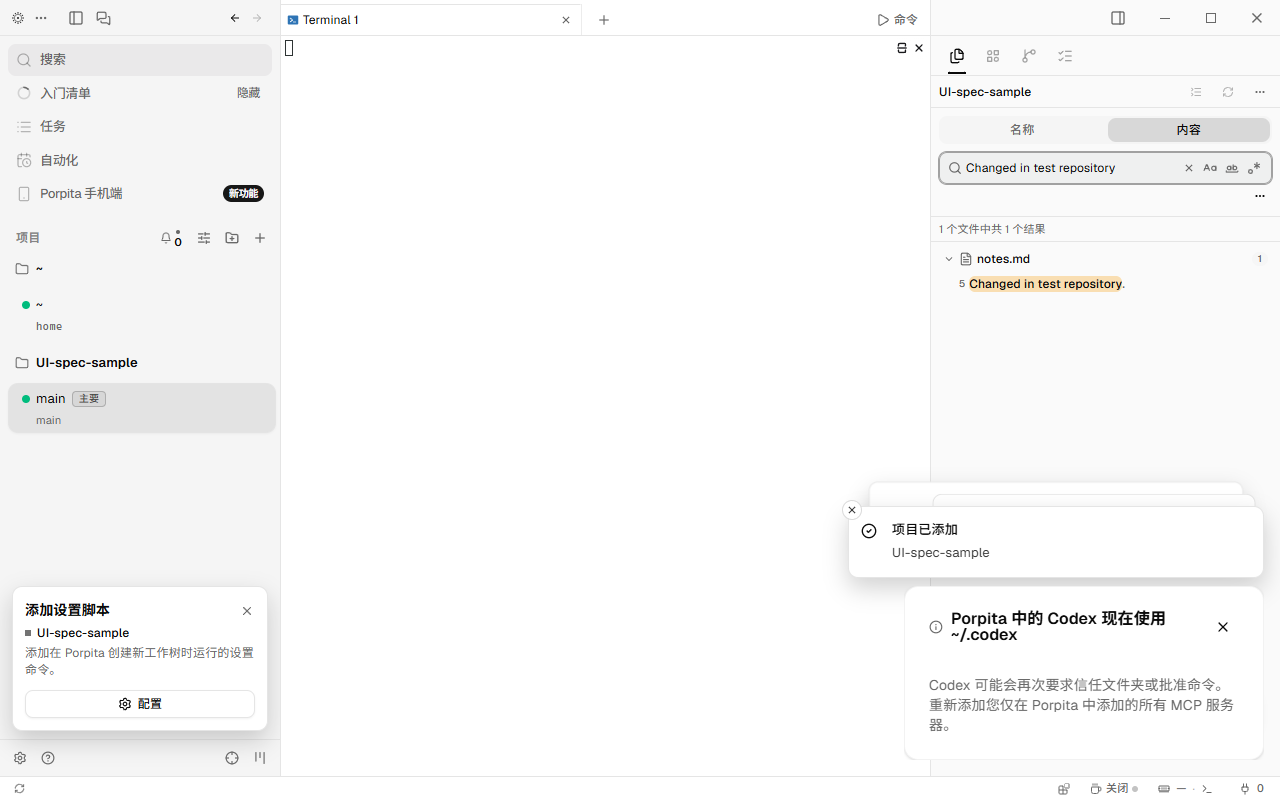 Terminal 1
命令
搜索
入门清单
隐藏
任务
自动化
Porpita 手机端
新功能
项目
0
~
~
home
UI-spec-sample
main
主要
main
添加设置脚本
UI-spec-sample
添加在 Porpita 创建新工作树时运行的设置
命令。
配置
UI-spec-sample
名称
内容
Changed in test repository
Aa
ab
1 个文件中共 1 个结果
notes.md
1
5 Changed in test repository.
项目已添加
UI-spec-sample
Porpita 中的 Codex 现在使用
~/.codex
Codex 可能会再次要求信任文件夹或批准命令。
重新添加您仅在 Porpita 中添加的所有 MCP 服务
器。
关闭
0